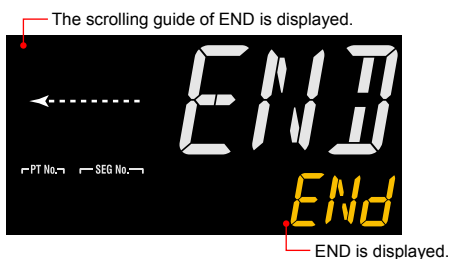 The scrolling guide of END is displayed.
END
PT No. SEG No.
ENd
END is displayed.